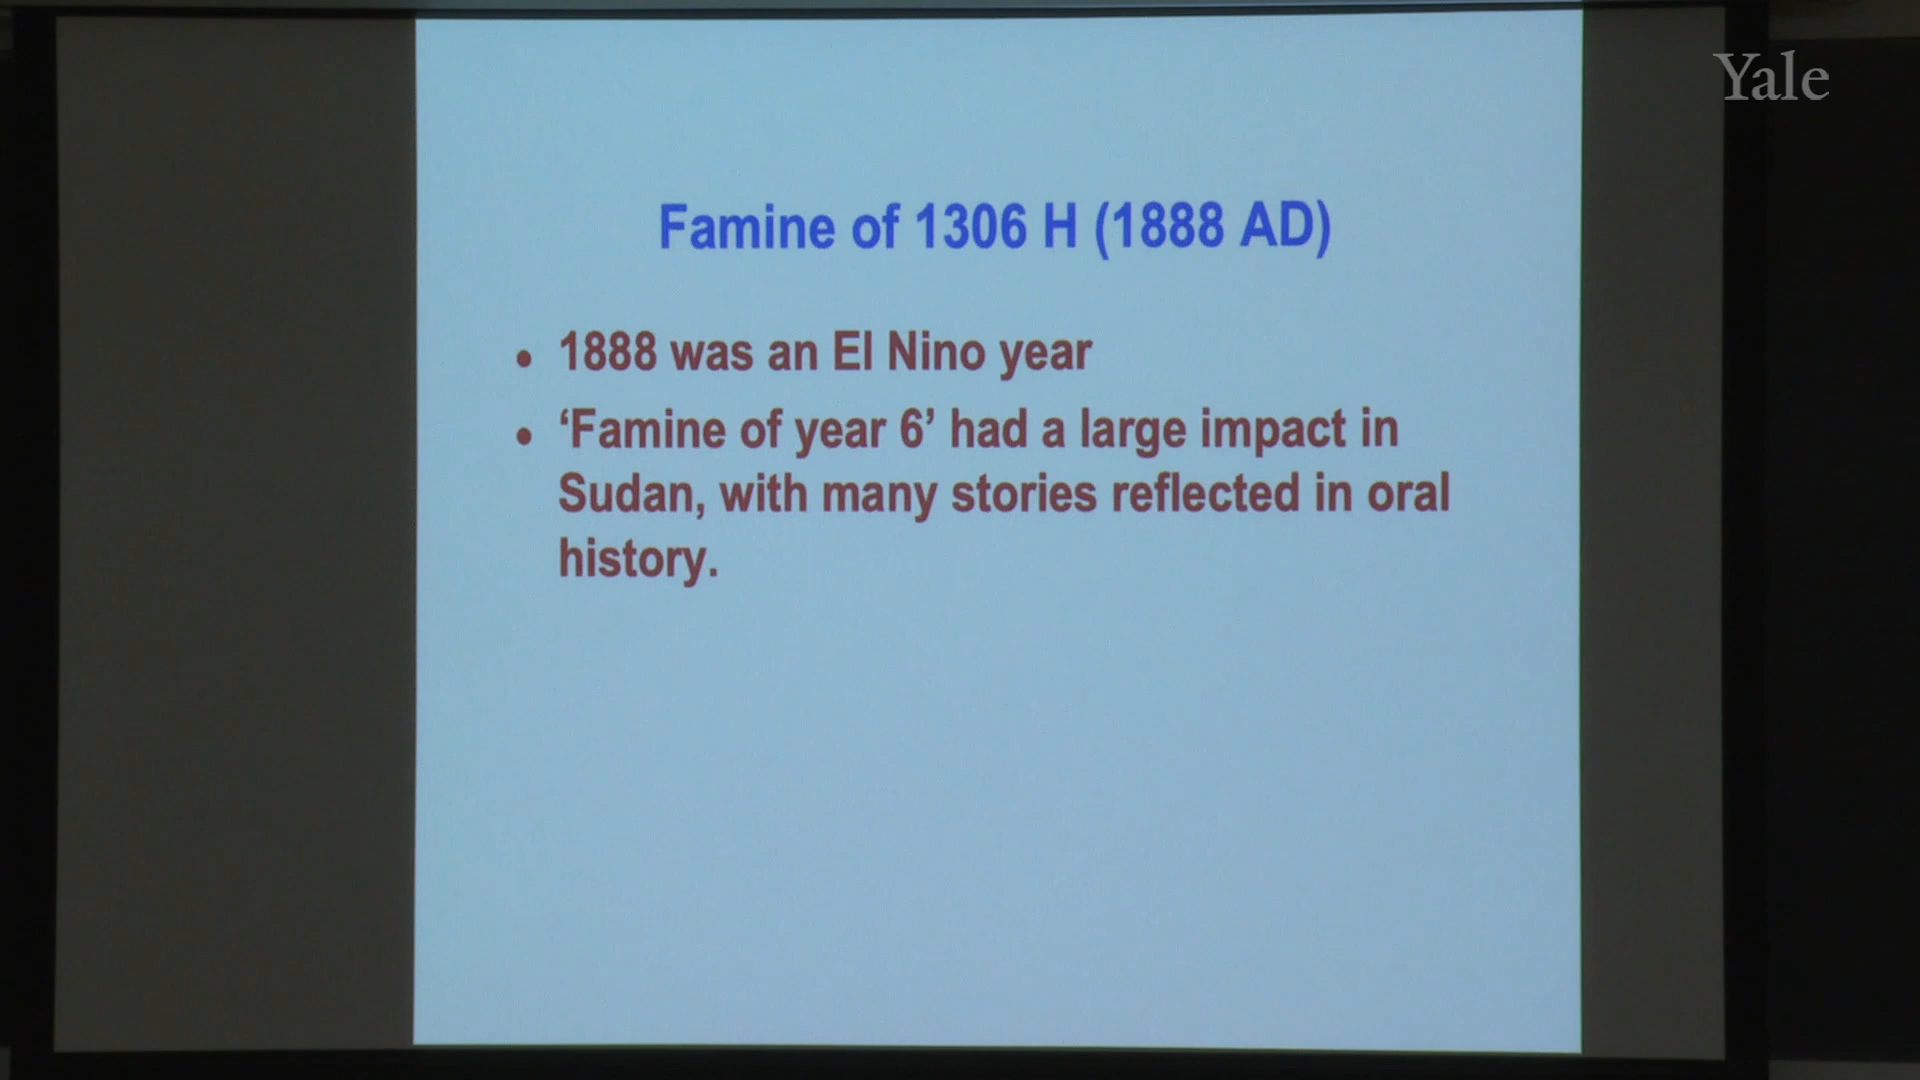 Yale
Famine of 1306 H (1888 AD)
• 1888 was an El Nino year
• ‘Famine of year 6’ had a large impact in
Sudan, with many stories reflected in oral
history.